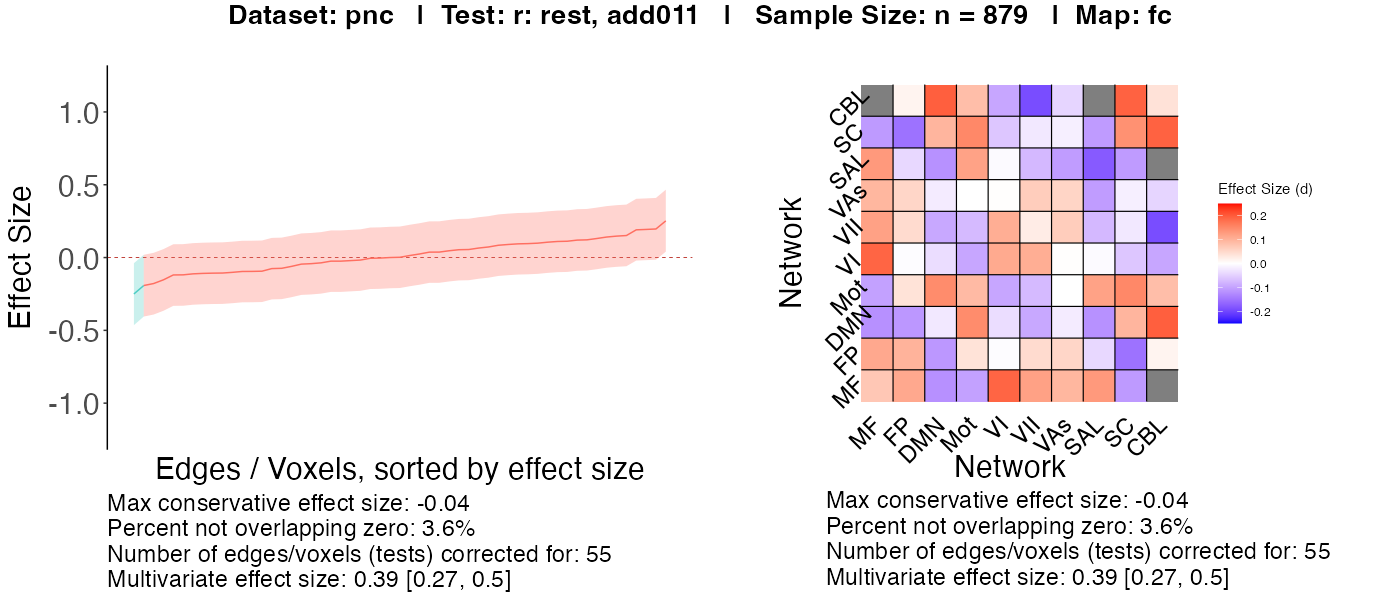 Dataset: pnc | Test: r: rest, add011 | Sample Size: n = 879 | Map: fc
Effect Size
1.0
0.5
0.0
-0.5
-1.0
Edges / Voxels, sorted by effect size
Max conservative effect size: -0.04
Percent not overlapping zero: 3.6%
Number of edges/voxels (tests) corrected for: 55
Multivariate effect size: 0.39 [0.27, 0.5]
Network
CBL
SC
SAL
VAs
VII
VI
Mot
DMN
FP
MF
MF FP DMN Mot VI VII VAs SAL SC CBL
Network
Effect Size (d)
0.2
0.1
0.0
-0.1
-0.2
Max conservative effect size: -0.04
Percent not overlapping zero: 3.6%
Number of edges/voxels (tests) corrected for: 55
Multivariate effect size: 0.39 [0.27, 0.5]